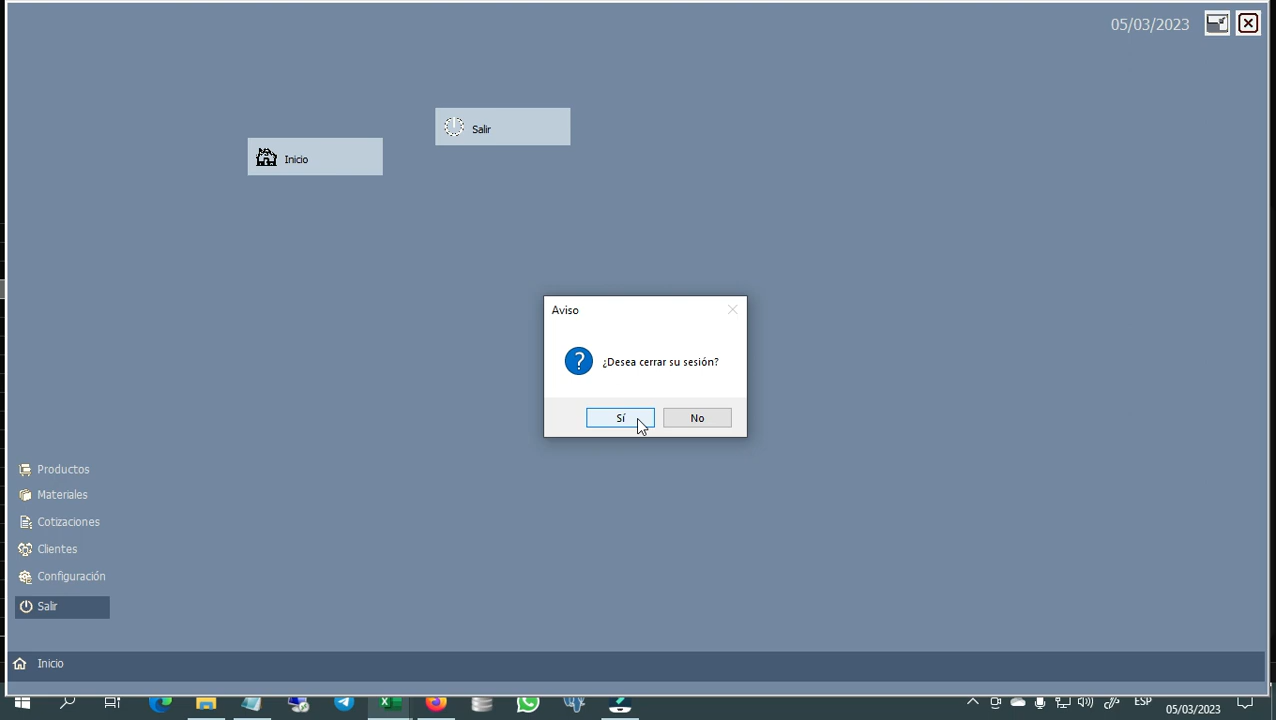 05/03/2023
Salir
Inicio
Aviso
¿Desea cerrar su sesión?
Sí
No
Productos
Materiales
Cotizaciones
Clientes
Configuración
Salir
Inicio
ESP
05/03/2023